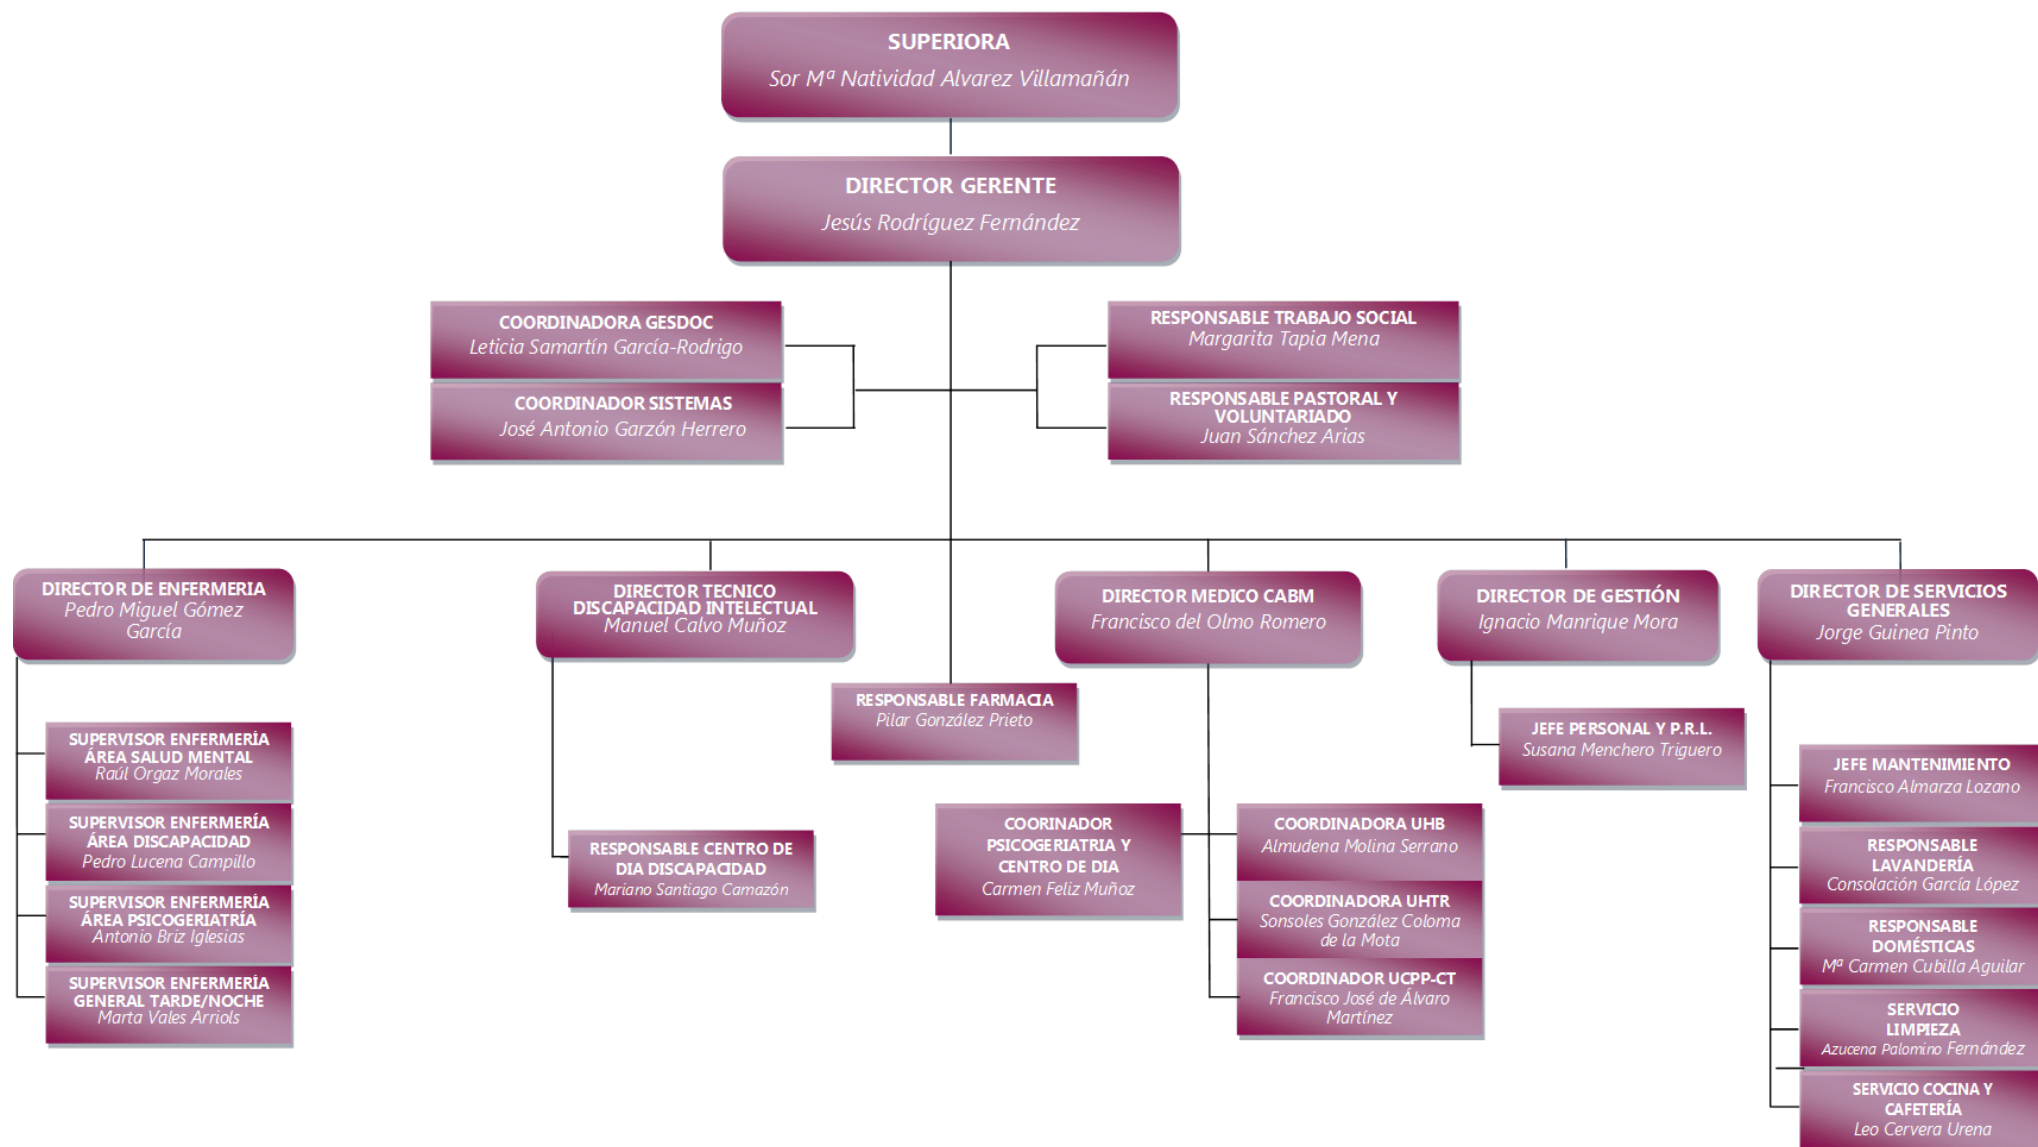 SUPERIORA
Sor Mª Natividad Alvarez Villamañán
DIRECTOR GERENTE
Jesús Rodríguez Fernández
COORDINADORA GESDOC
Leticia Samartín García-Rodrigo
COORDINADOR SISTEMAS
José Antonio Garzón Herrero
RESPONSABLE TRABAJO SOCIAL
Margarita Tapia Mena
RESPONSABLE PASTORAL Y
VOLUNTARIADO
Juan Sánchez Arias
DIRECTOR DE ENFERMERIA
Pedro Miguel Gómez
García
DIRECTOR TECNICO
DISCAPACIDAD INTELECTUAL
Manuel Calvo Muñoz
DIRECTOR MEDICO CABM
Francisco del Olmo Romero
DIRECTOR DE GESTIÓN
Ignacio Manrique Mora
DIRECTOR DE SERVICIOS
GENERALES
Jorge Guinea Pinto
RESPONSABLE FARMACIA
Pilar González Prieto
SUPERVISOR ENFERMERÍA
ÁREA SALUD MENTAL
Raúl Orgaz Morales
SUPERVISOR ENFERMERÍA
ÁREA DISCAPACIDAD
Pedro Lucena Campillo
SUPERVISOR ENFERMERÍA
ÁREA PSICOGERIATRÍA
Antonio Briz Iglesias
SUPERVISOR ENFERMERÍA
GENERAL TARDE/NOCHE
Marta Vales Arriols
RESPONSABLE CENTRO DE
DIA DISCAPACIDAD
Mariano Santiago Camazón
COORINADOR
PSICOGERIATRIA Y
CENTRO DE DIA
Carmen Feliz Muñoz
COORDINADORA UHB
Almudena Molina Serrano
COORDINADORA UHTR
Sonsoles González Coloma
de la Mota
COORDINADOR UCPP-CT
Francisco José de Álvaro
Martínez
JEFE PERSONAL Y P.R.L.
Susana Menchero Triguero
JEFE MANTENIMIENTO
Francisco Almarza Lozano
RESPONSABLE
LAVANDERÍA
Consolación García López
RESPONSABLE
DOMÉSTICAS
Mª Carmen Cubilla Aguilar
SERVICIO
LIMPIEZA
Azucena Palomino Fernández
SERVICIO COCINA Y
CAFETERÍA
Leo Cervera Urena